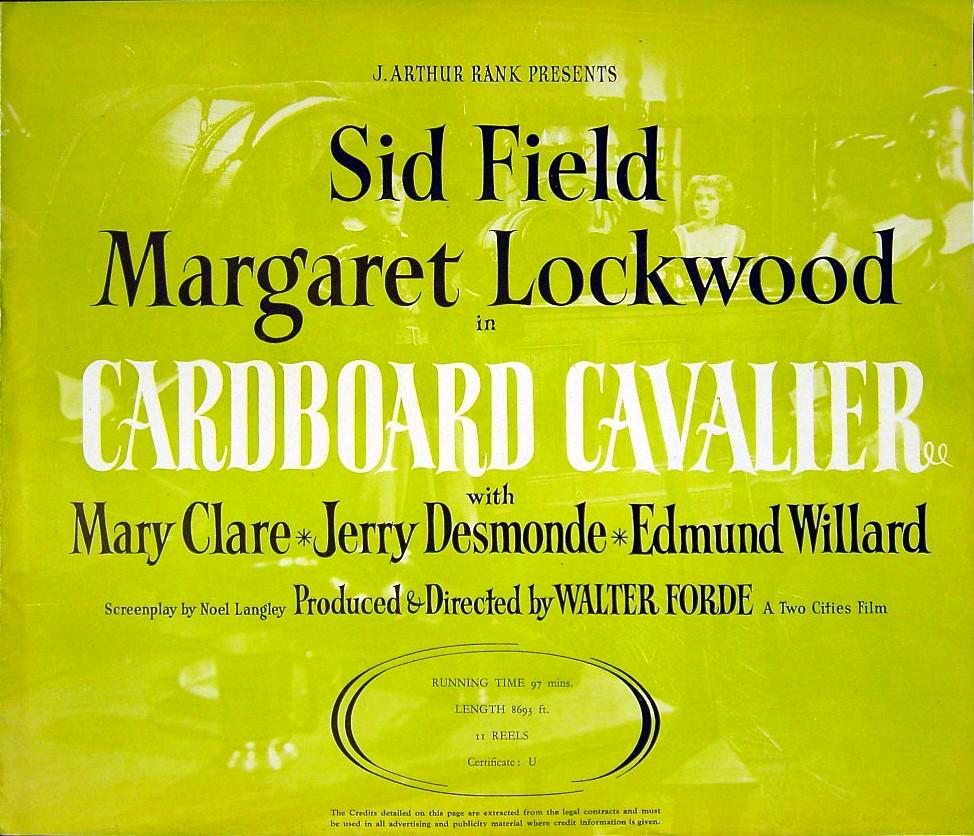 J. ARTHUR RANK PRESENTS
Sid Field
Margaret Lockwood
in
CARDBOARD CAVALIER
with
Mary Clare * Jerry Desmonde * Edmund Willard
Screenplay by Noel Langley Produced & Directed by WALTER FORDE A Two Cities Film
RUNNING TIME 97 mins.
LENGTH 8693 ft.
11 REELS
Certificate: U
The Credits detailed on this page are extracted from the legal contracts and must
be used in all advertising and publicity material where credit information is given.